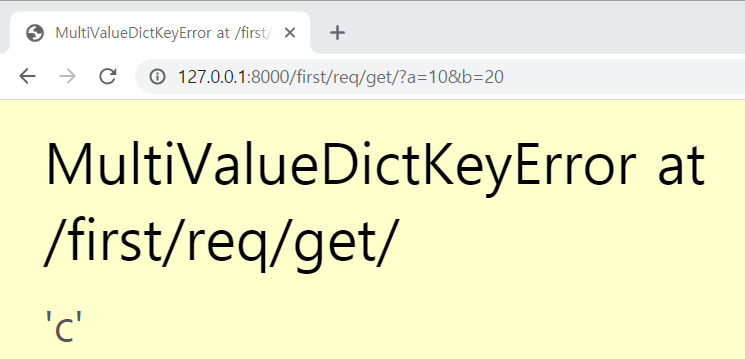 MultiValueDictKeyError at /first/
127.0.0.1:8000/first/req/get/?a=10&b=20
MultiValueDictKeyError at
/first/req/get/
'c'